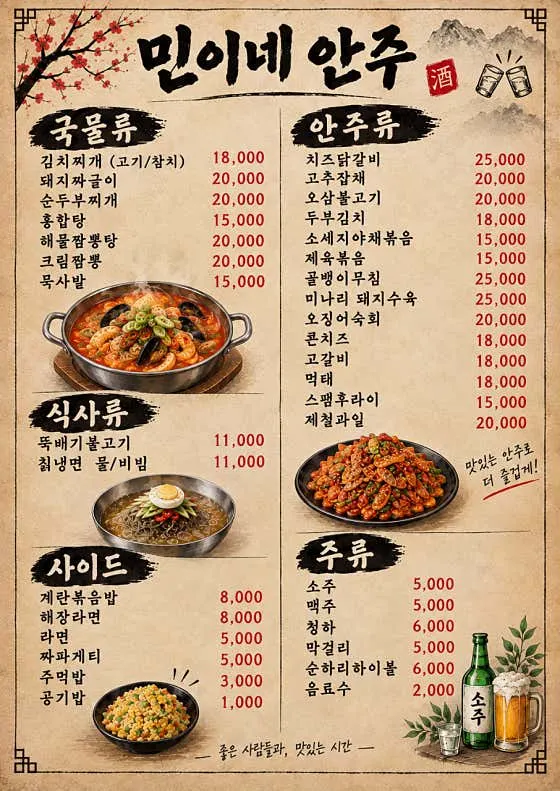 민이네 안주
酒
국물류
김치찌개 (고기/참치) 18,000
돼지짜글이 20,000
순두부찌개 20,000
홍합탕 15,000
해물짬뽕탕 20,000
크림짬뽕 20,000
묵사발 15,000
식사류
뚝배기불고기 11,000
칡냉면 물/비빔 11,000
사이드
계란볶음밥 8,000
해장라면 8,000
라면 5,000
짜파게티 5,000
주먹밥 3,000
공기밥 1,000
안주류
치즈닭갈비 25,000
고추잡채 20,000
오삼불고기 20,000
두부김치 18,000
소세지야채볶음 15,000
제육볶음 15,000
골뱅이무침 25,000
미나리 돼지수육 25,000
오징어숙회 20,000
콘치즈 18,000
고갈비 18,000
먹태 18,000
스팸후라이 15,000
제철과일 20,000
맛있는 안주로
더 즐겁게!
주류
소주 5,000
맥주 5,000
청하 6,000
막걸리 5,000
순하리하이볼 6,000
음료수 2,000
소주
좋은 사람들과, 맛있는 시간